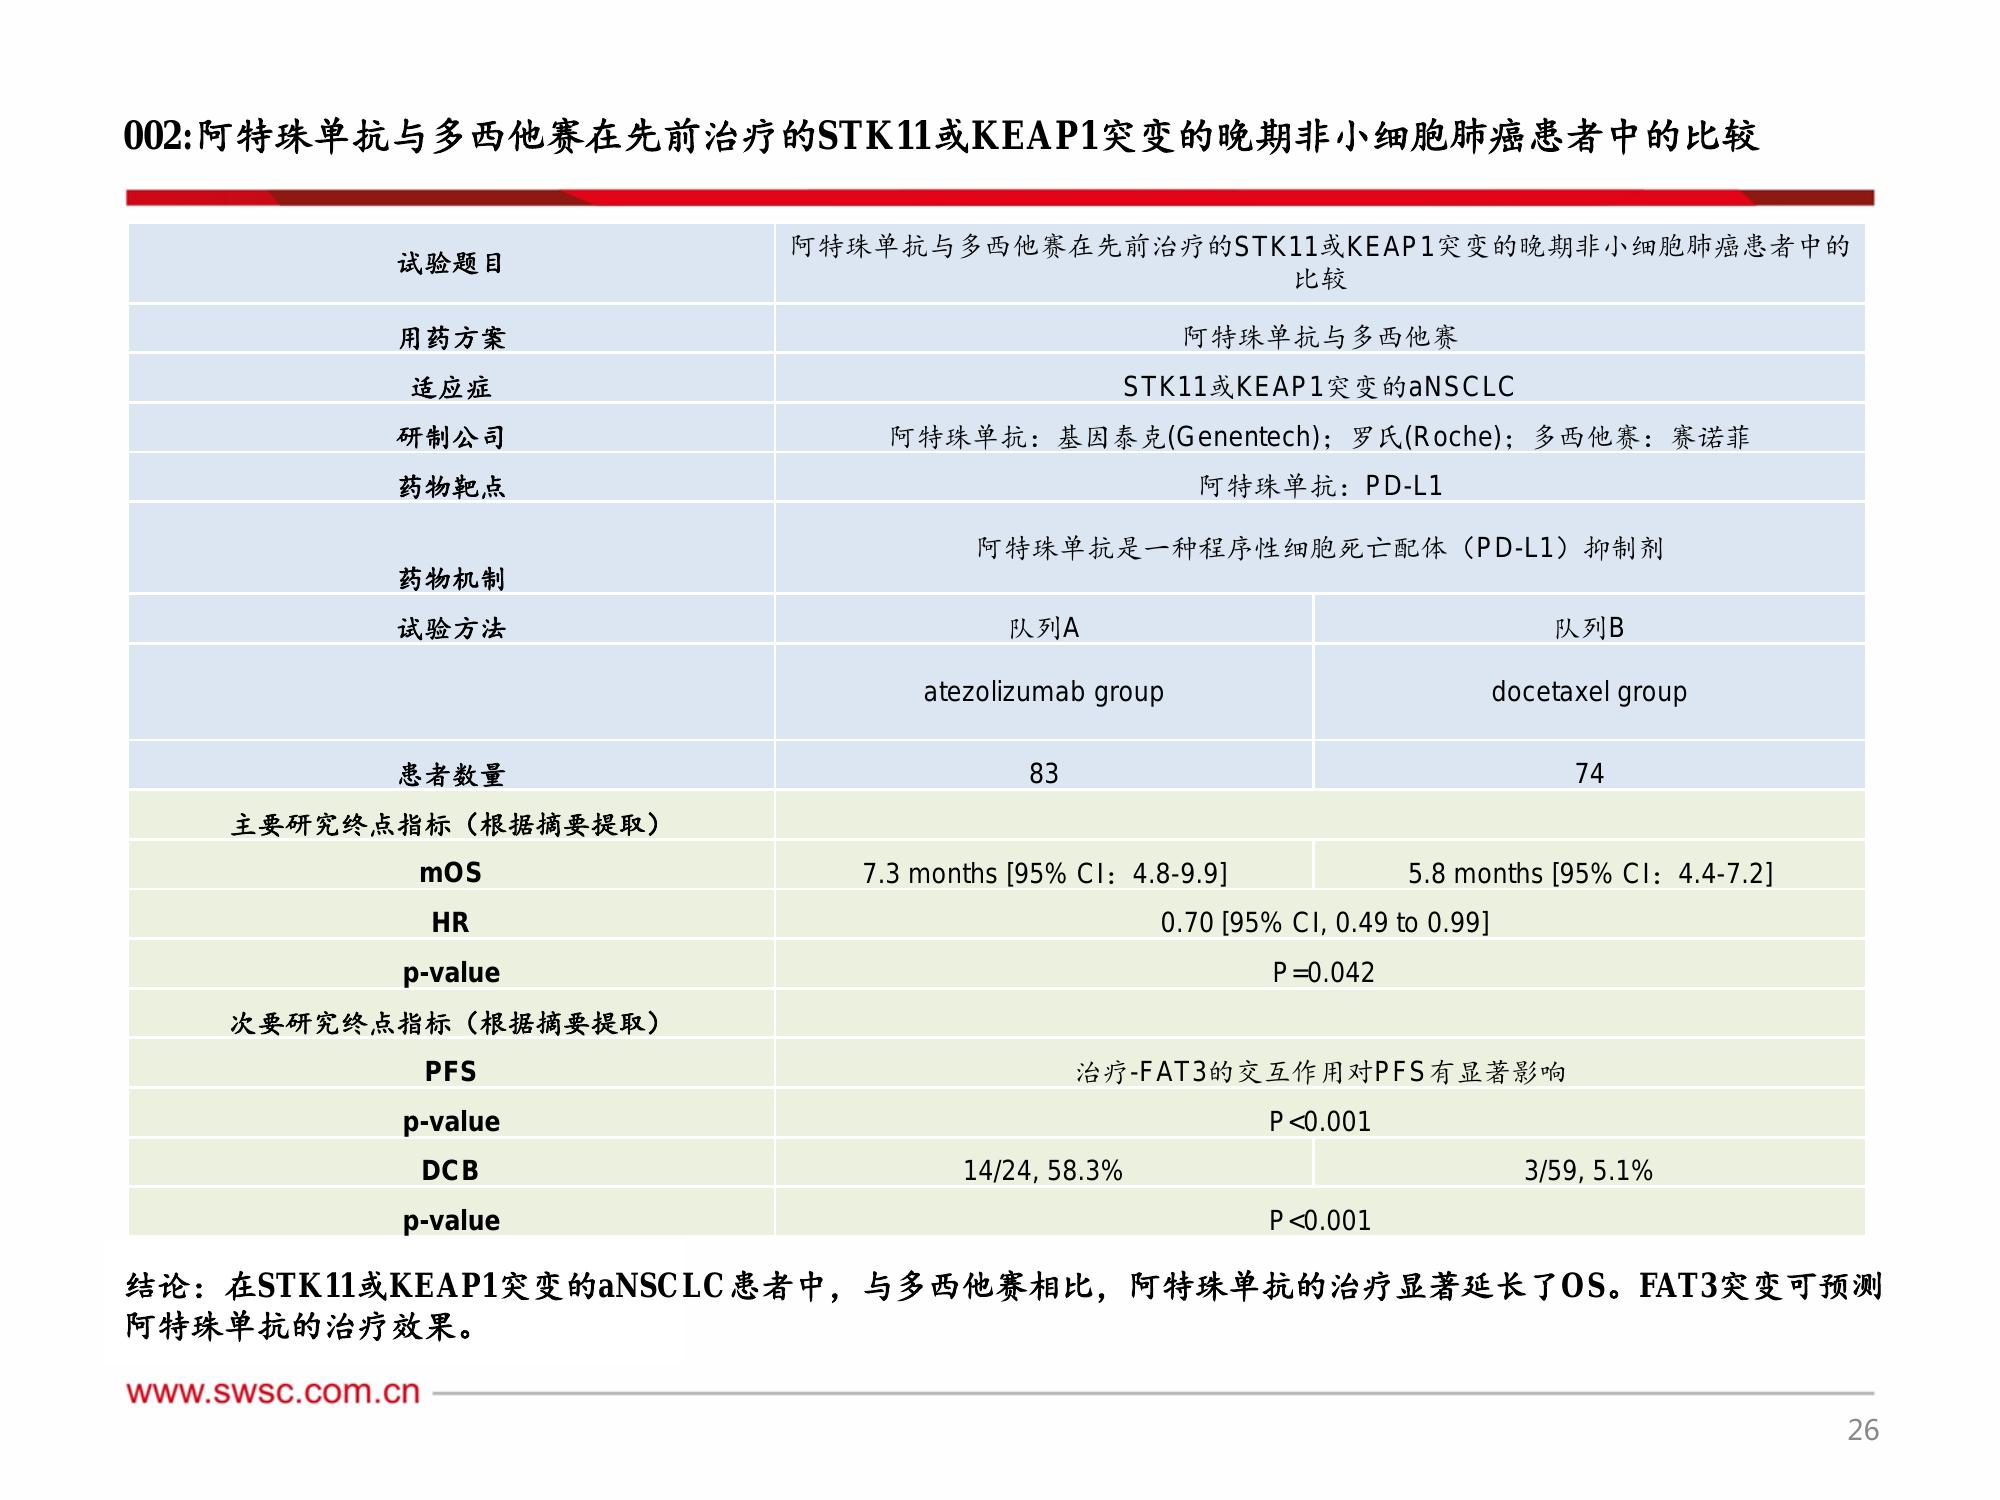 002:阿特珠单抗与多西他赛在先前治疗的STK11或KEAP1突变的晚期非小细胞肺癌患者中的比较
试验题目
阿特珠单抗与多西他赛在先前治疗的STK11或KEAP1突变的晚期非小细胞肺癌患者中的
比较
用药方案
阿特珠单抗与多西他赛
适应症
STK11或KEAP1突变的aNSCLC
研制公司
阿特珠单抗：基因泰克(Genentech)；罗氏(Roche)；多西他赛：赛诺菲
药物靶点
阿特珠单抗：PD-L1
药物机制
阿特珠单抗是一种程序性细胞死亡配体（PD-L1）抑制剂
试验方法
队列A
队列B
atezolizumab group
docetaxel group
患者数量
83
74
主要研究终点指标（根据摘要提取）
mOS
7.3 months [95% CI：4.8-9.9]
5.8 months [95% CI：4.4-7.2]
HR
0.70 [95% CI, 0.49 to 0.99]
p-value
P=0.042
次要研究终点指标（根据摘要提取）
PFS
治疗-FAT3的交互作用对PFS有显著影响
p-value
P<0.001
DCB
14/24, 58.3%
3/59, 5.1%
p-value
P<0.001
结论：在STK11或KEAP1突变的aNSCLC患者中，与多西他赛相比，阿特珠单抗的治疗显著延长了OS。FAT3突变可预测
阿特珠单抗的治疗效果。
www.swsc.com.cn
26